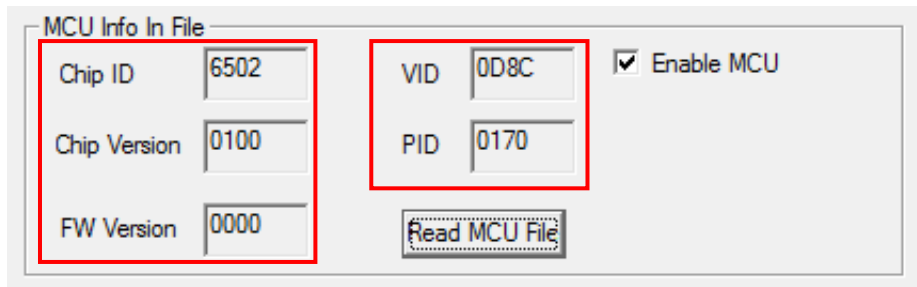 MCU Info In File
Chip ID 6502 VID 0D8C Enable MCU
Chip Version 0100 PID 0170
FW Version 0000 Read MCU File